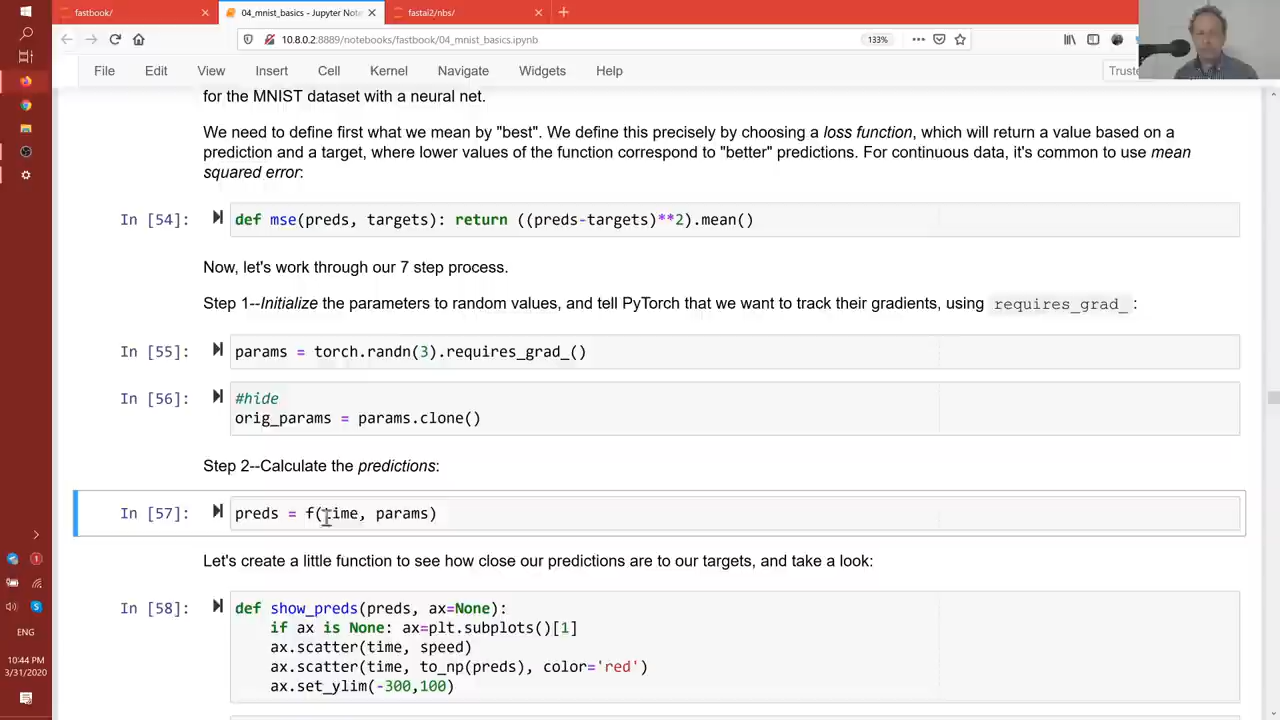 fastbook/
04_mnist_basics - Jupyter Note
fastai2/nbs/
10.8.0.2:8889/notebooks/fastbook/04_mnist_basics.ipynb
133%
File Edit View Insert Cell Kernel Navigate Widgets Help
Truste
for the MNIST dataset with a neural net.
We need to define first what we mean by "best". We define this precisely by choosing a loss function, which will return a value based on a
prediction and a target, where lower values of the function correspond to "better" predictions. For continuous data, it's common to use mean
squared error:
In [54]: def mse(preds, targets): return ((preds-targets)**2).mean()
Now, let's work through our 7 step process.
Step 1--Initialize the parameters to random values, and tell PyTorch that we want to track their gradients, using requires_grad_ :
In [55]: params = torch.randn(3).requires_grad_()
In [56]: #hide
orig_params = params.clone()
Step 2--Calculate the predictions:
In [57]: preds = f(time, params)
Let's create a little function to see how close our predictions are to our targets, and take a look:
In [58]: def show_preds(preds, ax=None):
if ax is None: ax=plt.subplots()[1]
ax.scatter(time, speed)
ax.scatter(time, to_np(preds), color='red')
ax.set_ylim(-300,100)
ENG
10:44 PM
3/31/2020